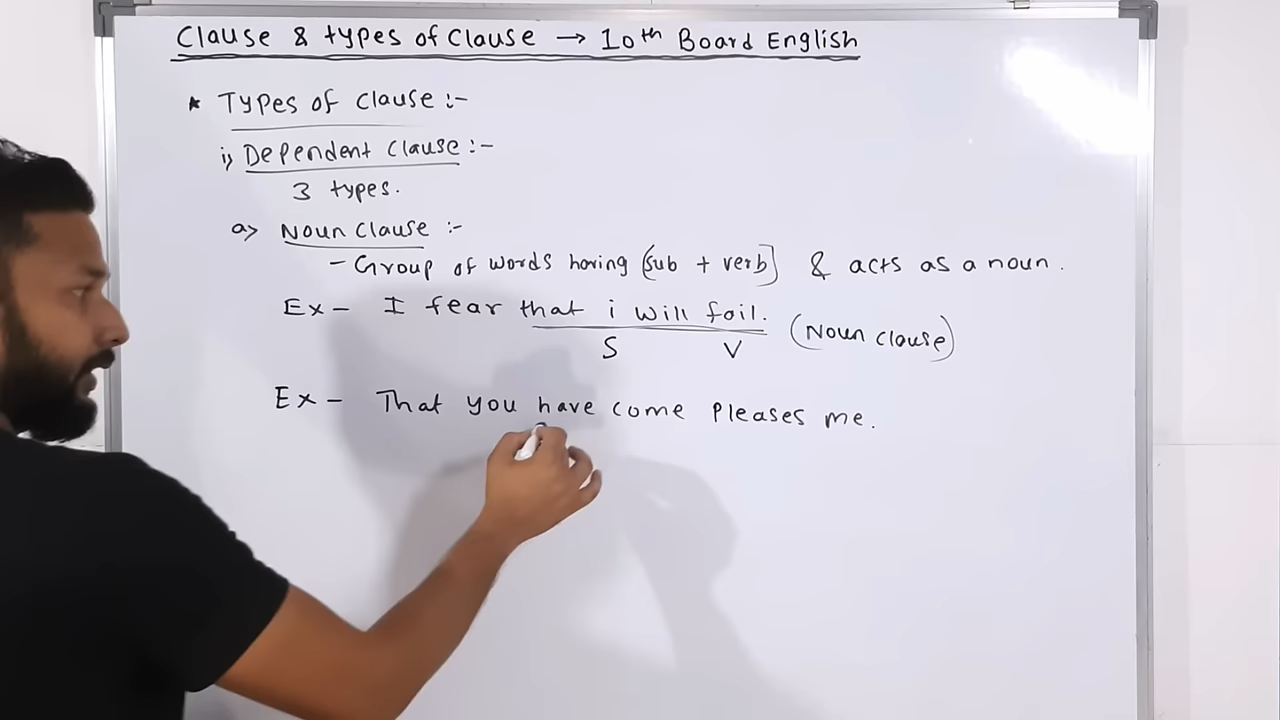 Clause & types of Clause → 10th Board English
* Types of clause :-
i) Dependent clause :-
3 types.
a) Noun clause :-
- Group of words having [sub + verb] & acts as a noun.
Ex - I fear that i will fail.
S V (Noun clause)
Ex - That you have come Pleases me.